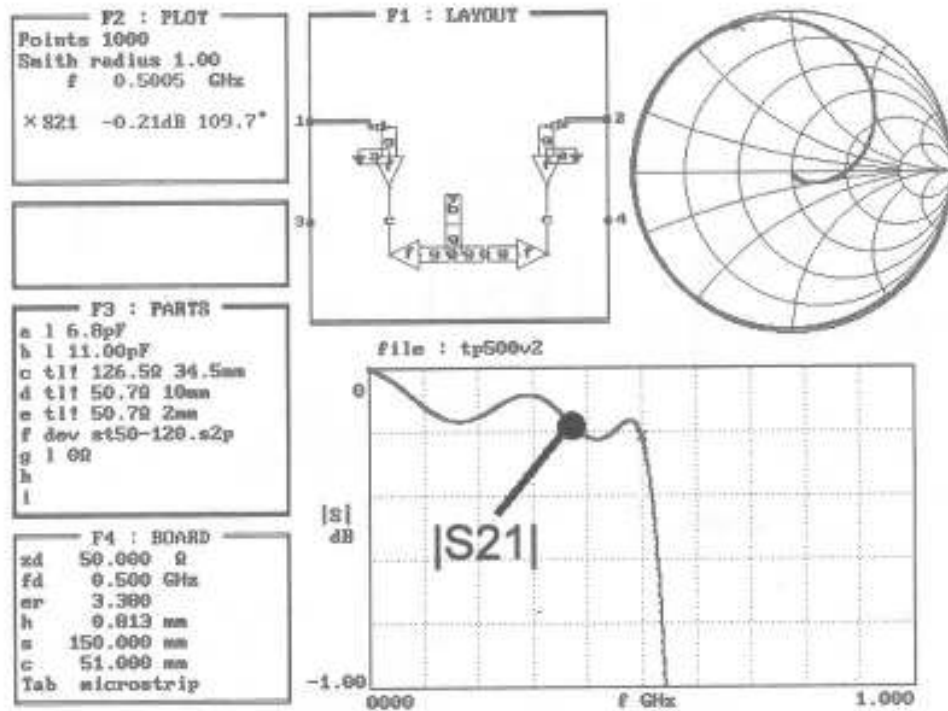 F2 : PLOT
Points 1000
Smith radius 1.00
f 0.5005 GHz
×S21 -0.21dB 109.7°
F1 : LAYOUT
1
2
3
4
F3 : PARTS
a l 6.8pF
b l 11.00pF
c tl! 126.5Ω 34.5mm
d tl! 50.7Ω 10mm
e tl! 50.7Ω 2mm
f dev st50-120.s2p
g l 0Ω
h
i
F4 : BOARD
zd 50.000 Ω
fd 0.500 GHz
er 3.380
h 0.813 mm
s 150.000 mm
c 51.000 mm
Tab microstrip
file : tp500v2
0
|S|
dB
|S21|
-1.00
0000
f GHz
1.000